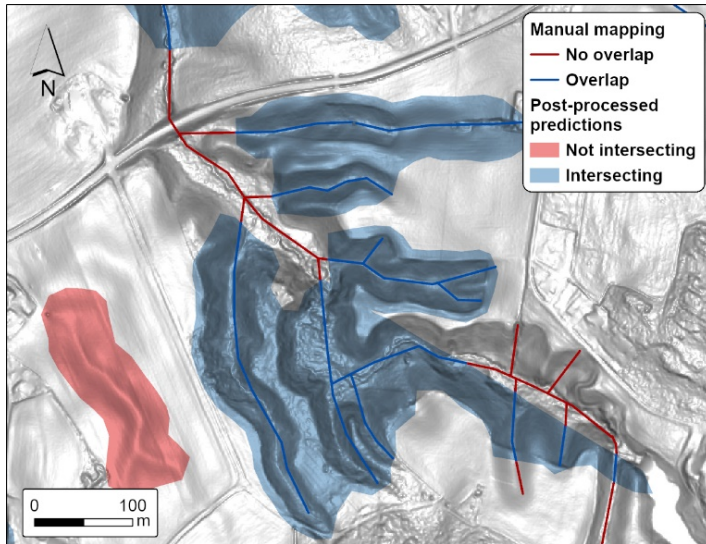 N
Manual mapping
No overlap
Overlap
Post-processed
predictions
Not intersecting
Intersecting
0 100
m